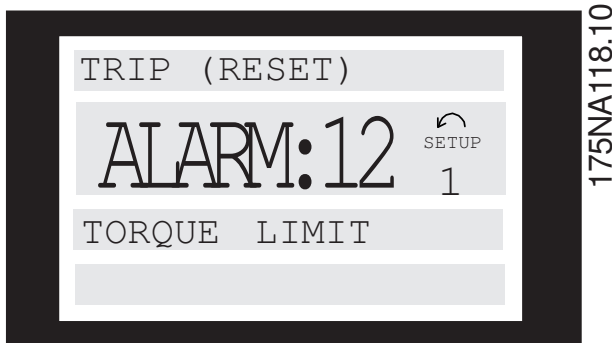 TRIP (RESET)
ALARM:12
SETUP
1
TORQUE LIMIT
175NA118.10